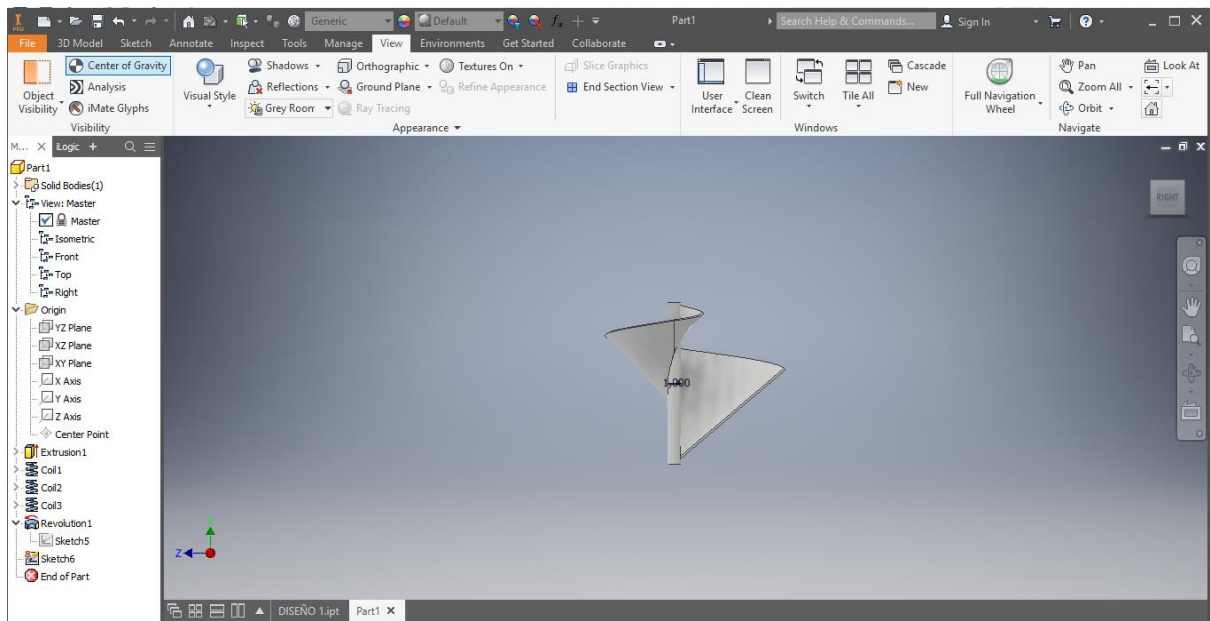 PRO Generic Default Part1 Search Help & Commands... Sign In
File 3D Model Sketch Annotate Inspect Tools Manage View Environments Get Started Collaborate
Object Visibility
Center of Gravity
Analysis
iMate Glyphs
Visibility
Visual Style
Shadows
Reflections
Grey Room
Orthographic
Ground Plane
Ray Tracing
Textures On
Refine Appearance
Appearance
Slice Graphics
End Section View
User Interface
Clean Screen
Switch
Tile All
Cascade
New
Windows
Full Navigation Wheel
Pan
Zoom All
Orbit
Look At
Navigate
M... iLogic +
Part1
Solid Bodies(1)
View: Master
Master
Isometric
Front
Top
Right
Origin
YZ Plane
XZ Plane
XY Plane
X Axis
Y Axis
Z Axis
Center Point
Extrusion1
Coil1
Coil2
Coil3
Revolution1
Sketch5
Sketch6
End of Part
RIGHT
1,000
Z
DISEÑO 1.ipt Part1